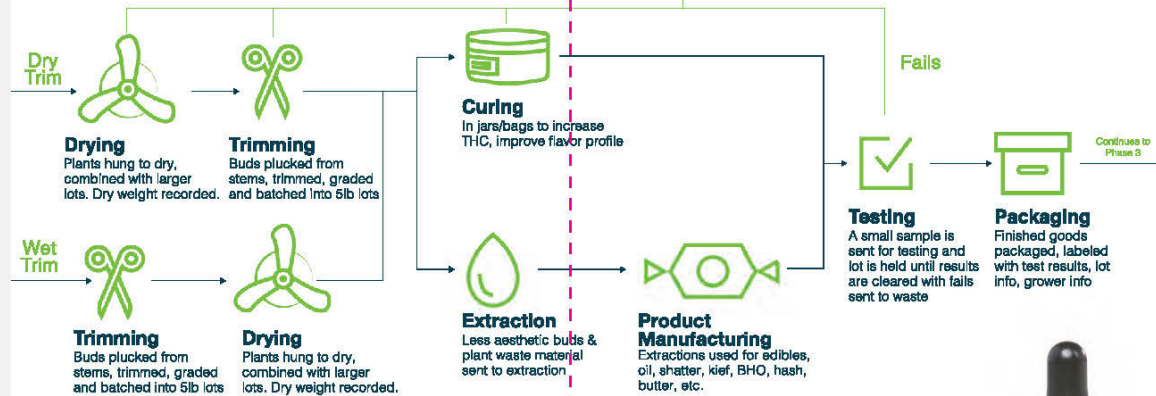 Dry
Trim
Drying
Plants hung to dry,
combined with larger
lots. Dry weight recorded.
Trimming
Buds plucked from
stems, trimmed, graded
and batched into 5lb lots
Curing
In jars/bags to increase
THC, improve flavor profile
Fails
Continues to
Phase 3
Testing
A small sample is
sent for testing and
lot is held until results
are cleared with fails
sent to waste
Packaging
Finished goods
packaged, labeled
with test results, lot
info, grower info
Wet
Trim
Trimming
Buds plucked from
stems, trimmed, graded
and batched into 5lb lots
Drying
Plants hung to dry,
combined with larger
lots. Dry weight recorded.
Extraction
Less aesthetic buds &
plant waste material
sent to extraction
Product
Manufacturing
Extractions used for edibles,
oil, shatter, kief, BHO, hash,
butter, etc.